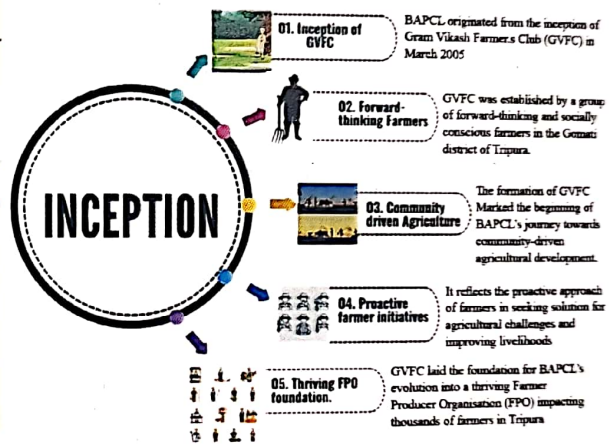 INCEPTION
01. Inception of
GVFC
BAPCL originated from the inception of
Gram Vikash Farmer.s Club (GVFC) in
March 2005
02. Forward-
thinking Farmers
GVFC was established by a group
of forward-thinking and socially
conscious farmers in the Gomati
district of Tripura.
03. Community
driven Agriculture
The formation of GVFC
Marked the beginning of
BAPCL's journey towards
community-driven
agricultural development.
04. Proactive
farmer initiatives
It reflects the proactive approach
of farmers in seeking solution for
agricultural challenges and
improving livelihoods
05. Thriving FPO
foundation.
GVFC laid the foundation for BAPCL's
evolution into a thriving Farmer
Producer Organisation (FPO) impacting
thousands of farmers in Tripura